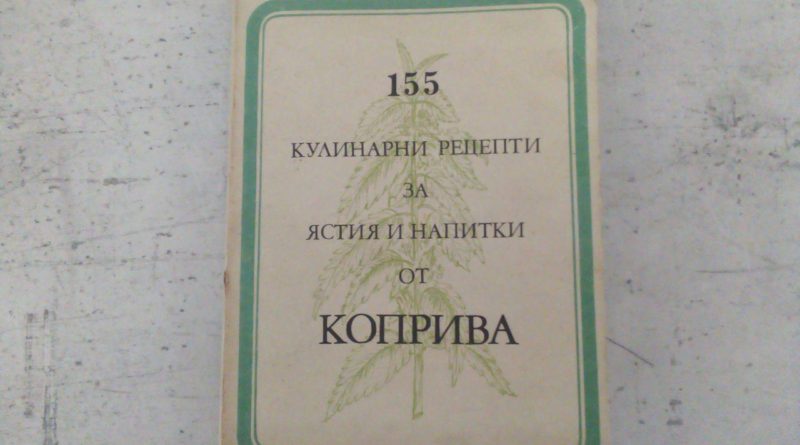 155
КУЛИНАРНИ РЕЦЕПТИ
ЗА
ЯСТИЯ И НАПИТКИ
ОТ
КОПРИВА